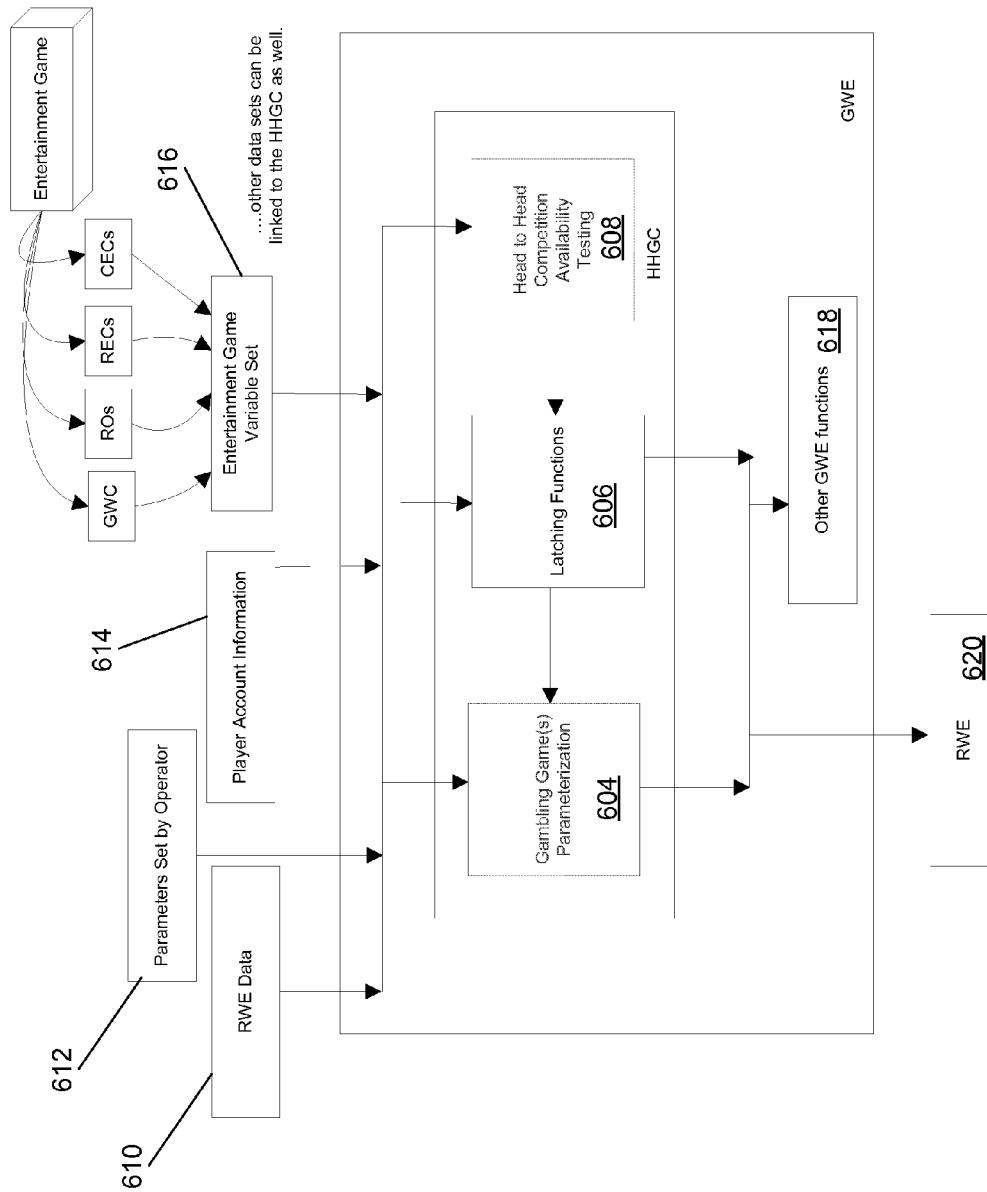 Entertainment Game
CECs
RECs
ROs
GWC
Entertainment Game
Variable Set
616
....other data sets can be
linked to the HHGC as well.
Player Account Information
614
Parameters Set by Operator
612
RWE Data
610
Gambling Game(s)
Parameterization
604
Latching Functions
606
Head to Head
Competition
Availability
Testing
608
HHGC
Other GWE functions
618
GWE
RWE
620